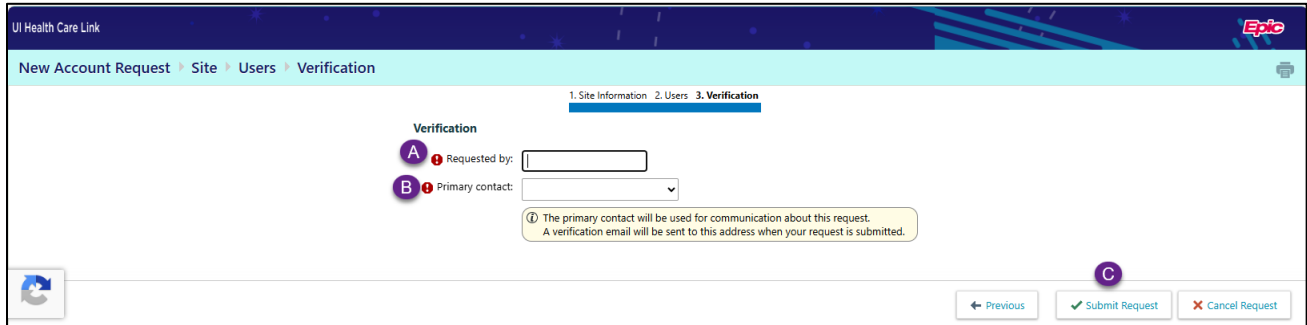 UI Health Care Link
Epic
New Account Request Site Users Verification
1. Site Information 2. Users 3. Verification
Verification
A Requested by:
B Primary contact:
The primary contact will be used for communication about this request.
A verification email will be sent to this address when your request is submitted.
C
Previous Submit Request Cancel Request